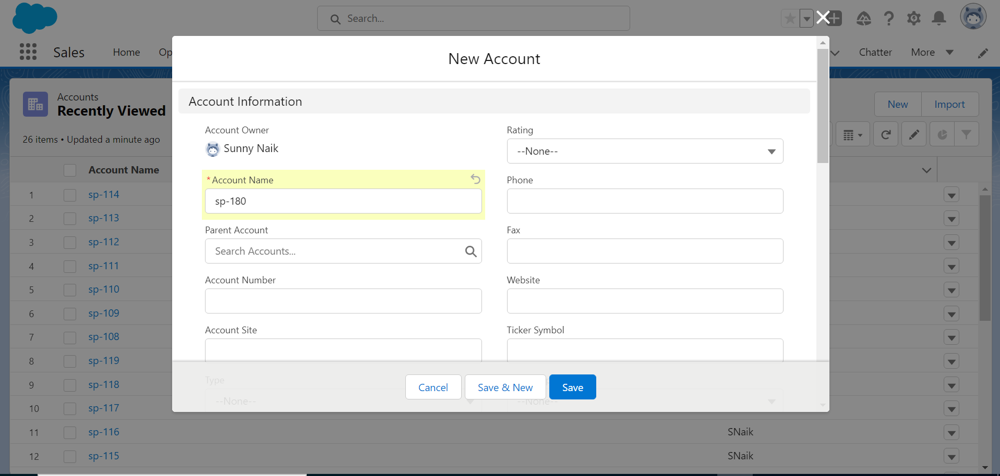 Search...
Sales
Home
Op
Chatter
More
Accounts
Recently Viewed
26 items • Updated a minute ago
New
Import
Account Name
1
sp-114
2
sp-113
3
sp-112
4
sp-111
5
sp-110
6
sp-109
7
sp-108
8
sp-119
9
sp-118
10
sp-117
11
sp-116
SNaik
12
sp-115
SNaik
New Account
Account Information
Account Owner
Sunny Naik
Rating
--None--
*Account Name
sp-180
Phone
Parent Account
Search Accounts...
Fax
Account Number
Website
Account Site
Ticker Symbol
Type
--None--
--None--
Cancel
Save & New
Save